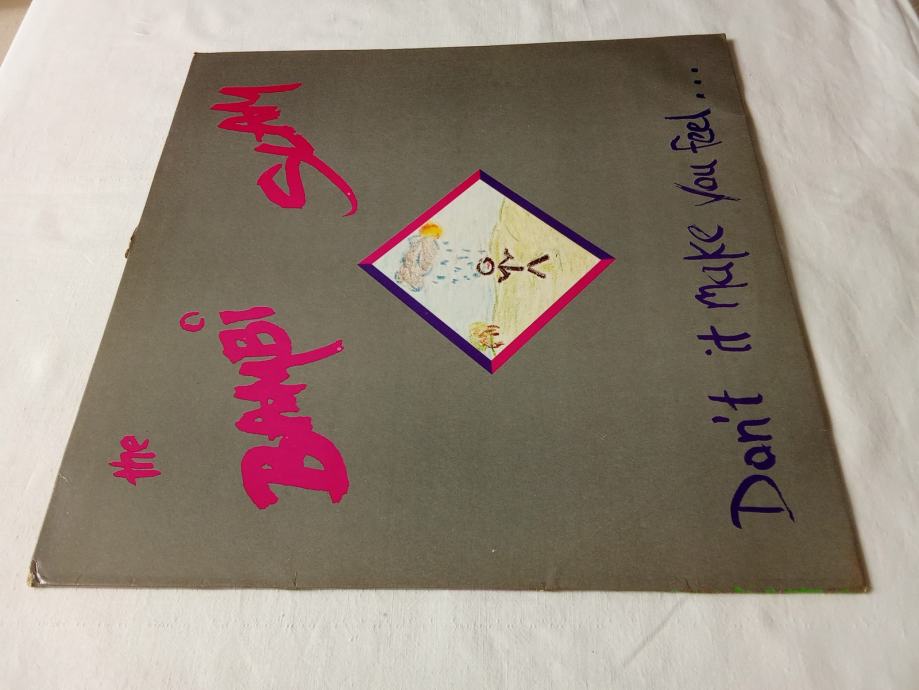 the
BAMBi SLAM
Don't it make you feel...